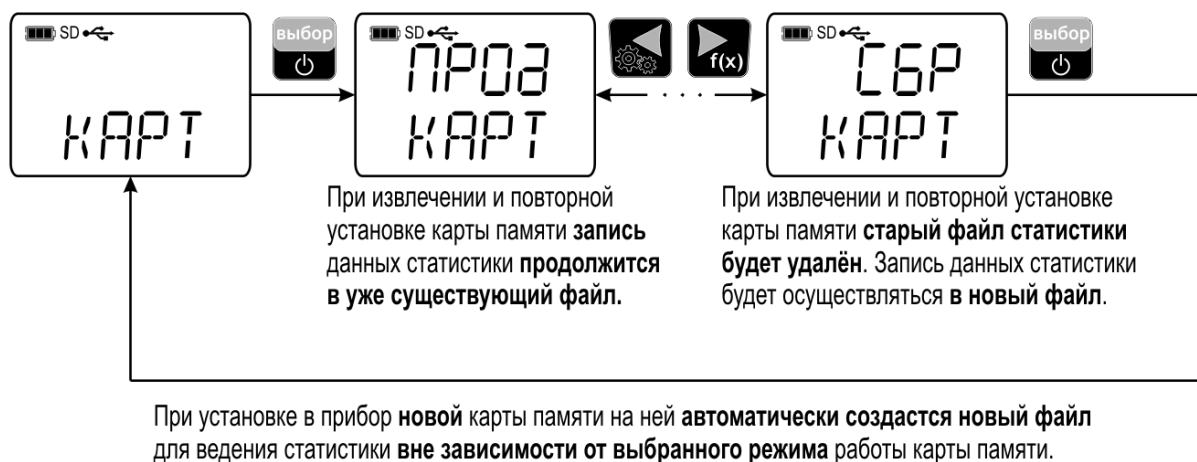 SD
выбор
SD
ПРОд
f(x)
SD
СБР
выбор
КАРТ
КАРТ
КАРТ
При извлечении и повторной
установке карты памяти запись
данных статистики продолжится
в уже существующий файл.
При извлечении и повторной установке
карты памяти старый файл статистики
будет удалён. Запись данных статистики
будет осуществляться в новый файл.
При установке в прибор новой карты памяти на ней автоматически создастся новый файл
для ведения статистики вне зависимости от выбранного режима работы карты памяти.